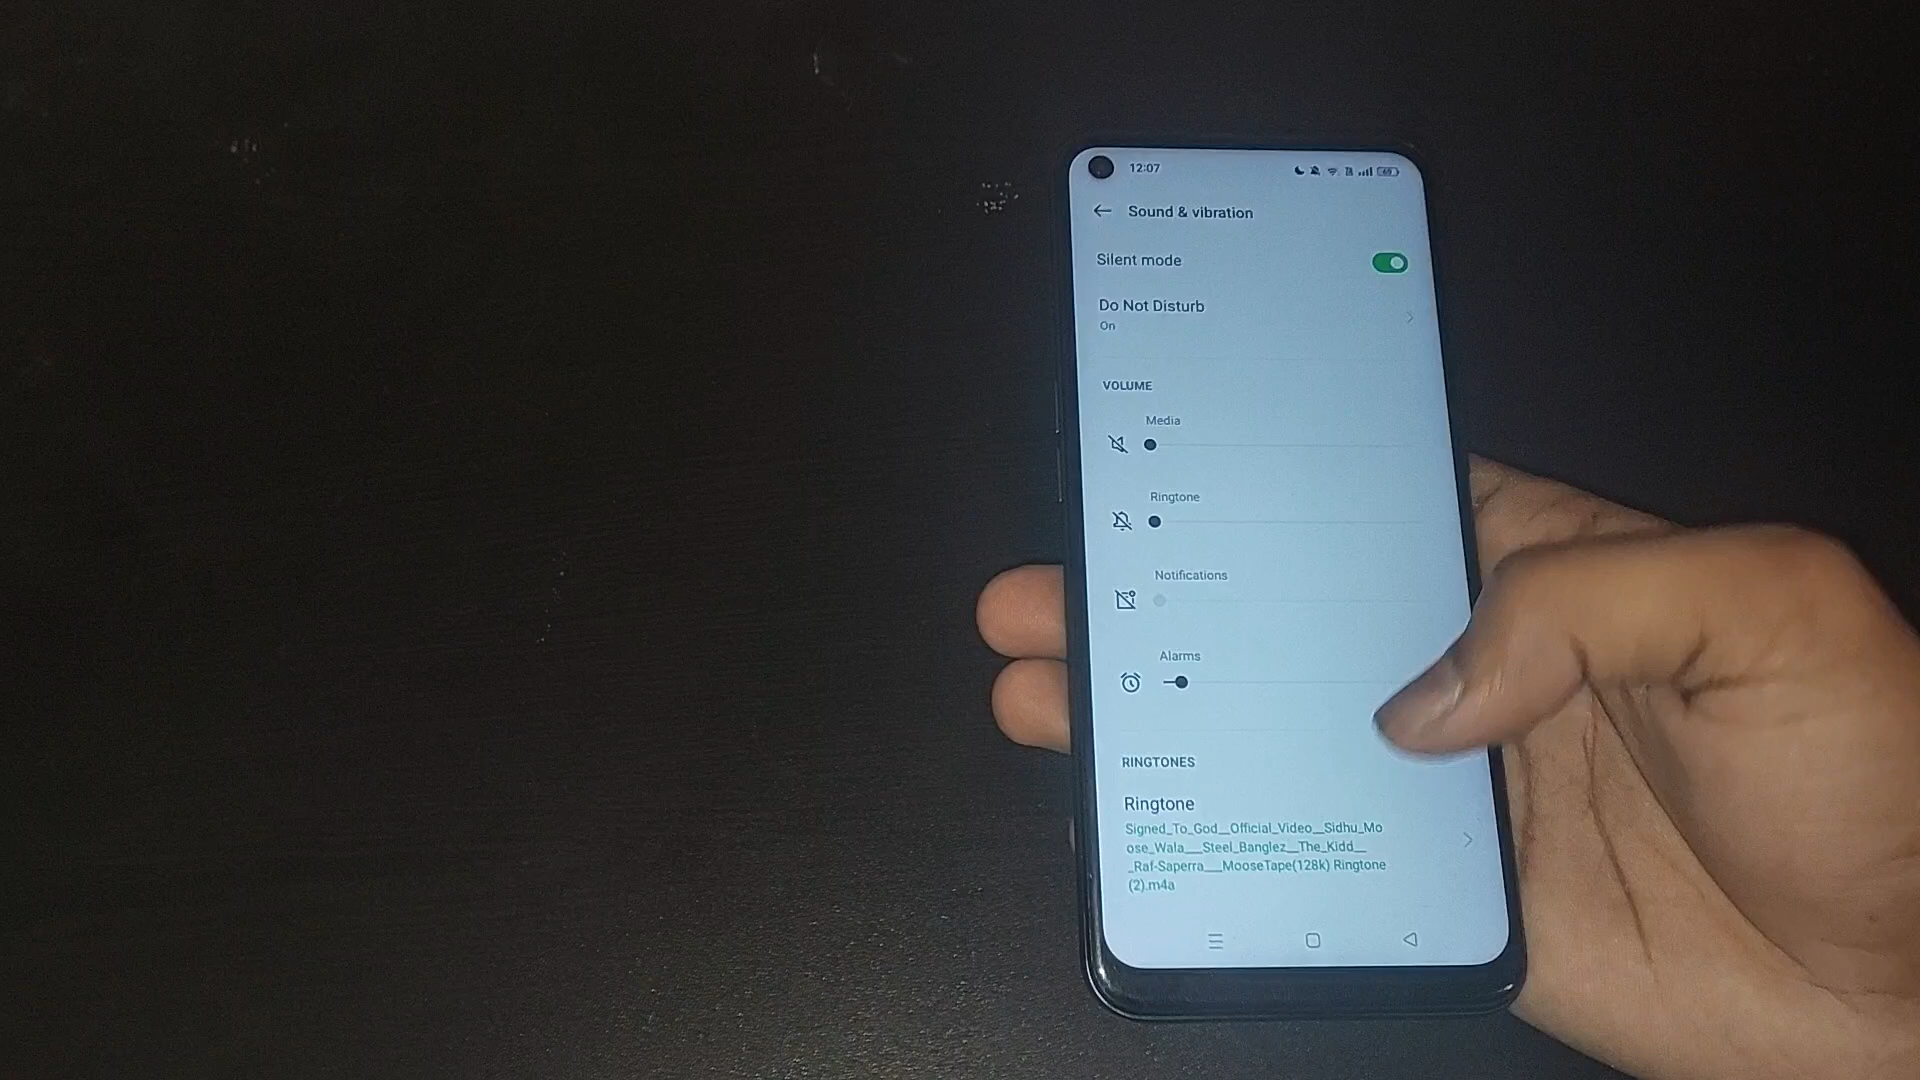 12:07
69
Sound & vibration
Silent mode
Do Not Disturb
On
VOLUME
Media
Ringtone
Notifications
Alarms
RINGTONES
Ringtone
Signed_To_God__Official_Video__Sidhu_Mo
ose_Wala___Steel_Banglez__The_Kidd__
_Raf-Saperra___MooseTape(128k) Ringtone
(2).m4a